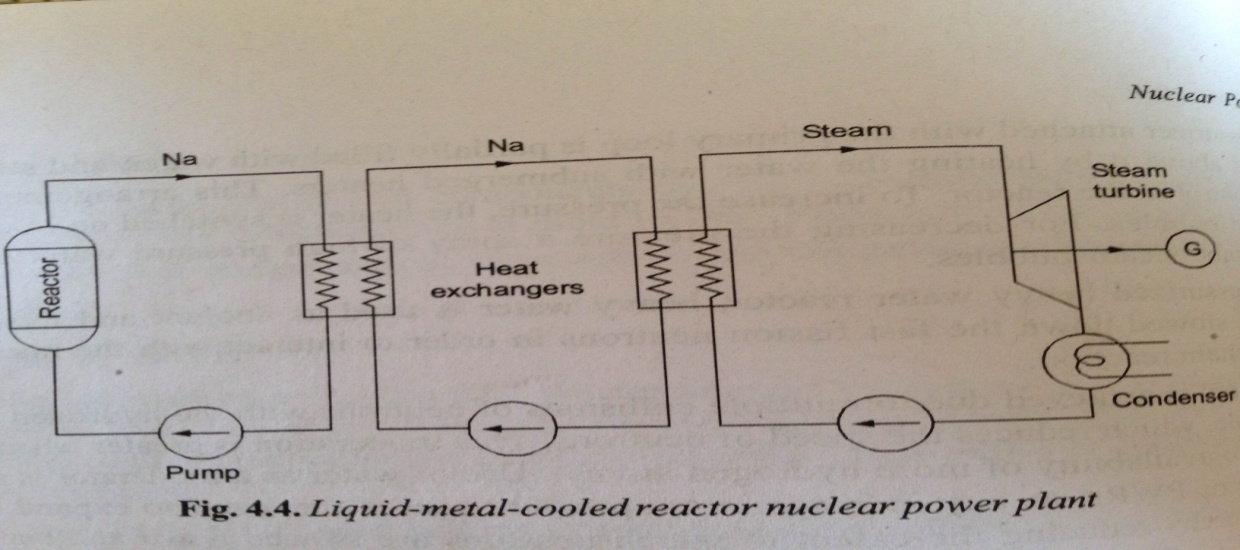 Nuclear
Na
Na
Steam
Steam
turbine
G
Reactor
Heat
exchangers
Condenser
Pump
Fig. 4.4. Liquid-metal-cooled reactor nuclear power plant